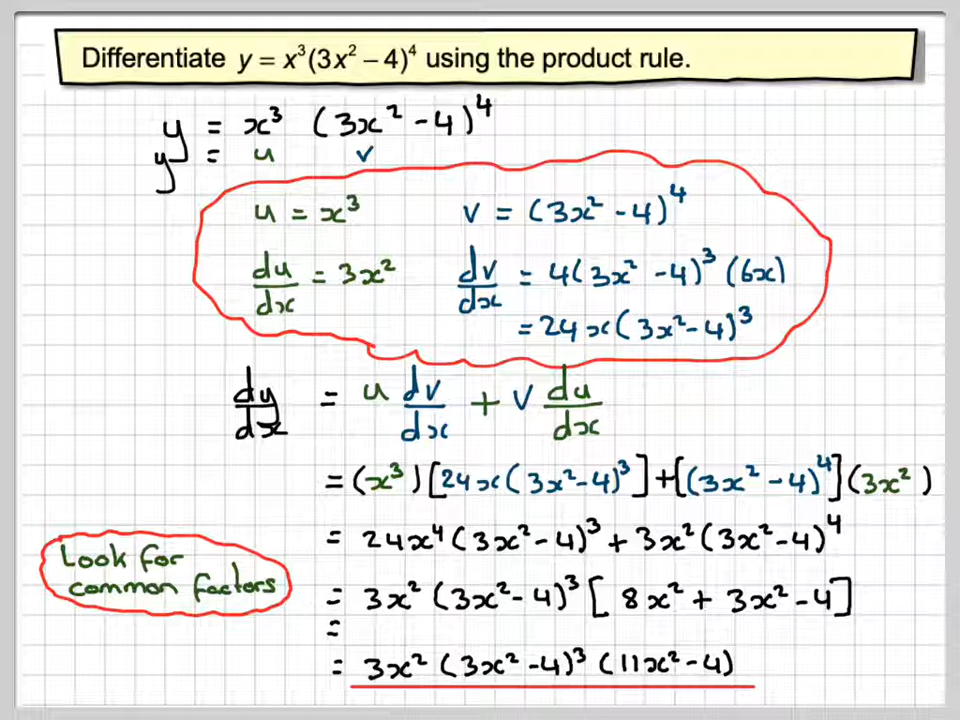 Differentiate y = x³(3x² – 4)⁴ using the product rule.
y = x³ (3x² - 4)⁴
y = u v
u = x³ v = (3x² - 4)⁴
du/dx = 3x² dv/dx = 4(3x² - 4)³ (6x)
= 24x(3x² - 4)³
dy/dx = u dv/dx + v du/dx
= (x³)[24x(3x² - 4)³] + [(3x² - 4)⁴](3x²)
= 24x⁴(3x² - 4)³ + 3x²(3x² - 4)⁴
Look for
common factors
= 3x² (3x² - 4)³ [8x² + 3x² - 4]
=
= 3x² (3x² - 4)³ (11x² - 4)